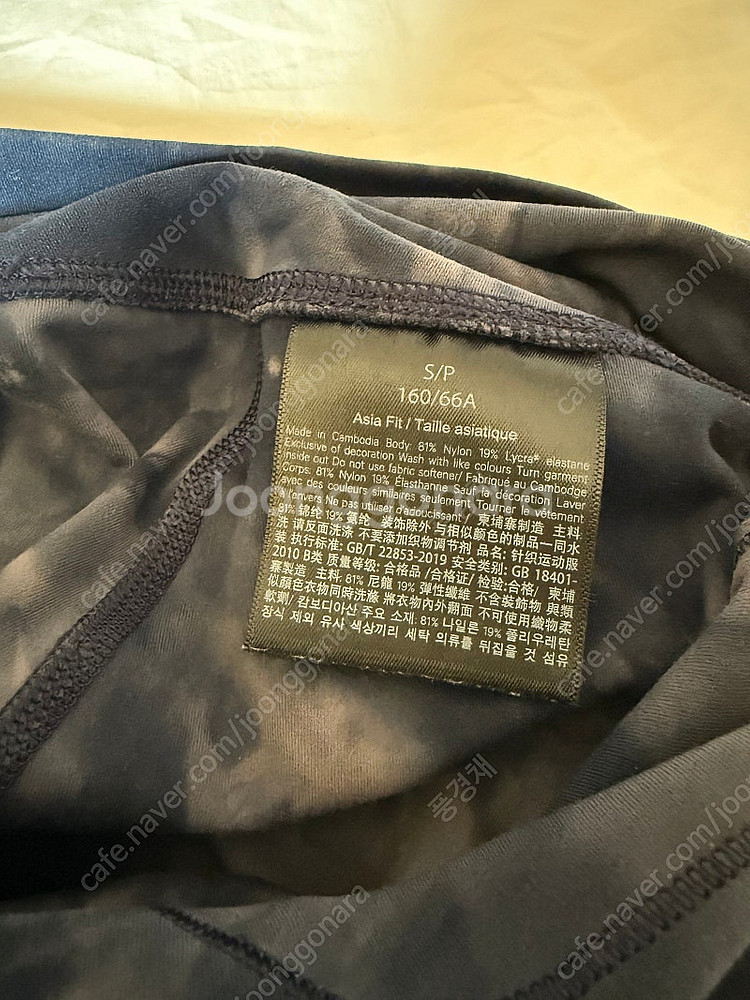 S/P
160/66A
Asia Fit / Taille asiatique
Made in Cambodia Body: 81% Nylon 19% Lycra® elastane
Exclusive of decoration Wash with like colours Turn garment
inside out Do not use fabric softener/ Fabriqué au Cambodge
Corps: 81% Nylon 19% Élasthanne Sauf la décoration Laver
avec des couleurs similaires seulement Tourner le vêtement
à l'envers Ne pas utiliser d'adoucissant / 柬埔寨制造 主料
81% 锦纶 19% 氨纶 装饰除外 与相似颜色的制品一同水
洗 请反面洗涤 不要添加织物调节剂 品名: 针织运动服
装 执行标准: GB/T 22853-2019 安全类别: GB 18401-
2010 B类 质量等级: 合格品 /合格证/ 检验:合格/ 柬埔
寨製造 主料 81% 尼龍 19% 彈性纖維 不含裝飾物 與類
似顏色衣物同時洗滌 將衣物內外翻面 不可使用織物柔
軟劑/ 캄보디아산 주요 소재: 81% 나일론 19% 폴리우레탄
장식 제외 유사 색상끼리 세탁 의류를 뒤집을 것 섬유
Joonggonara
cafe.naver.com/joonggonara
풍경채